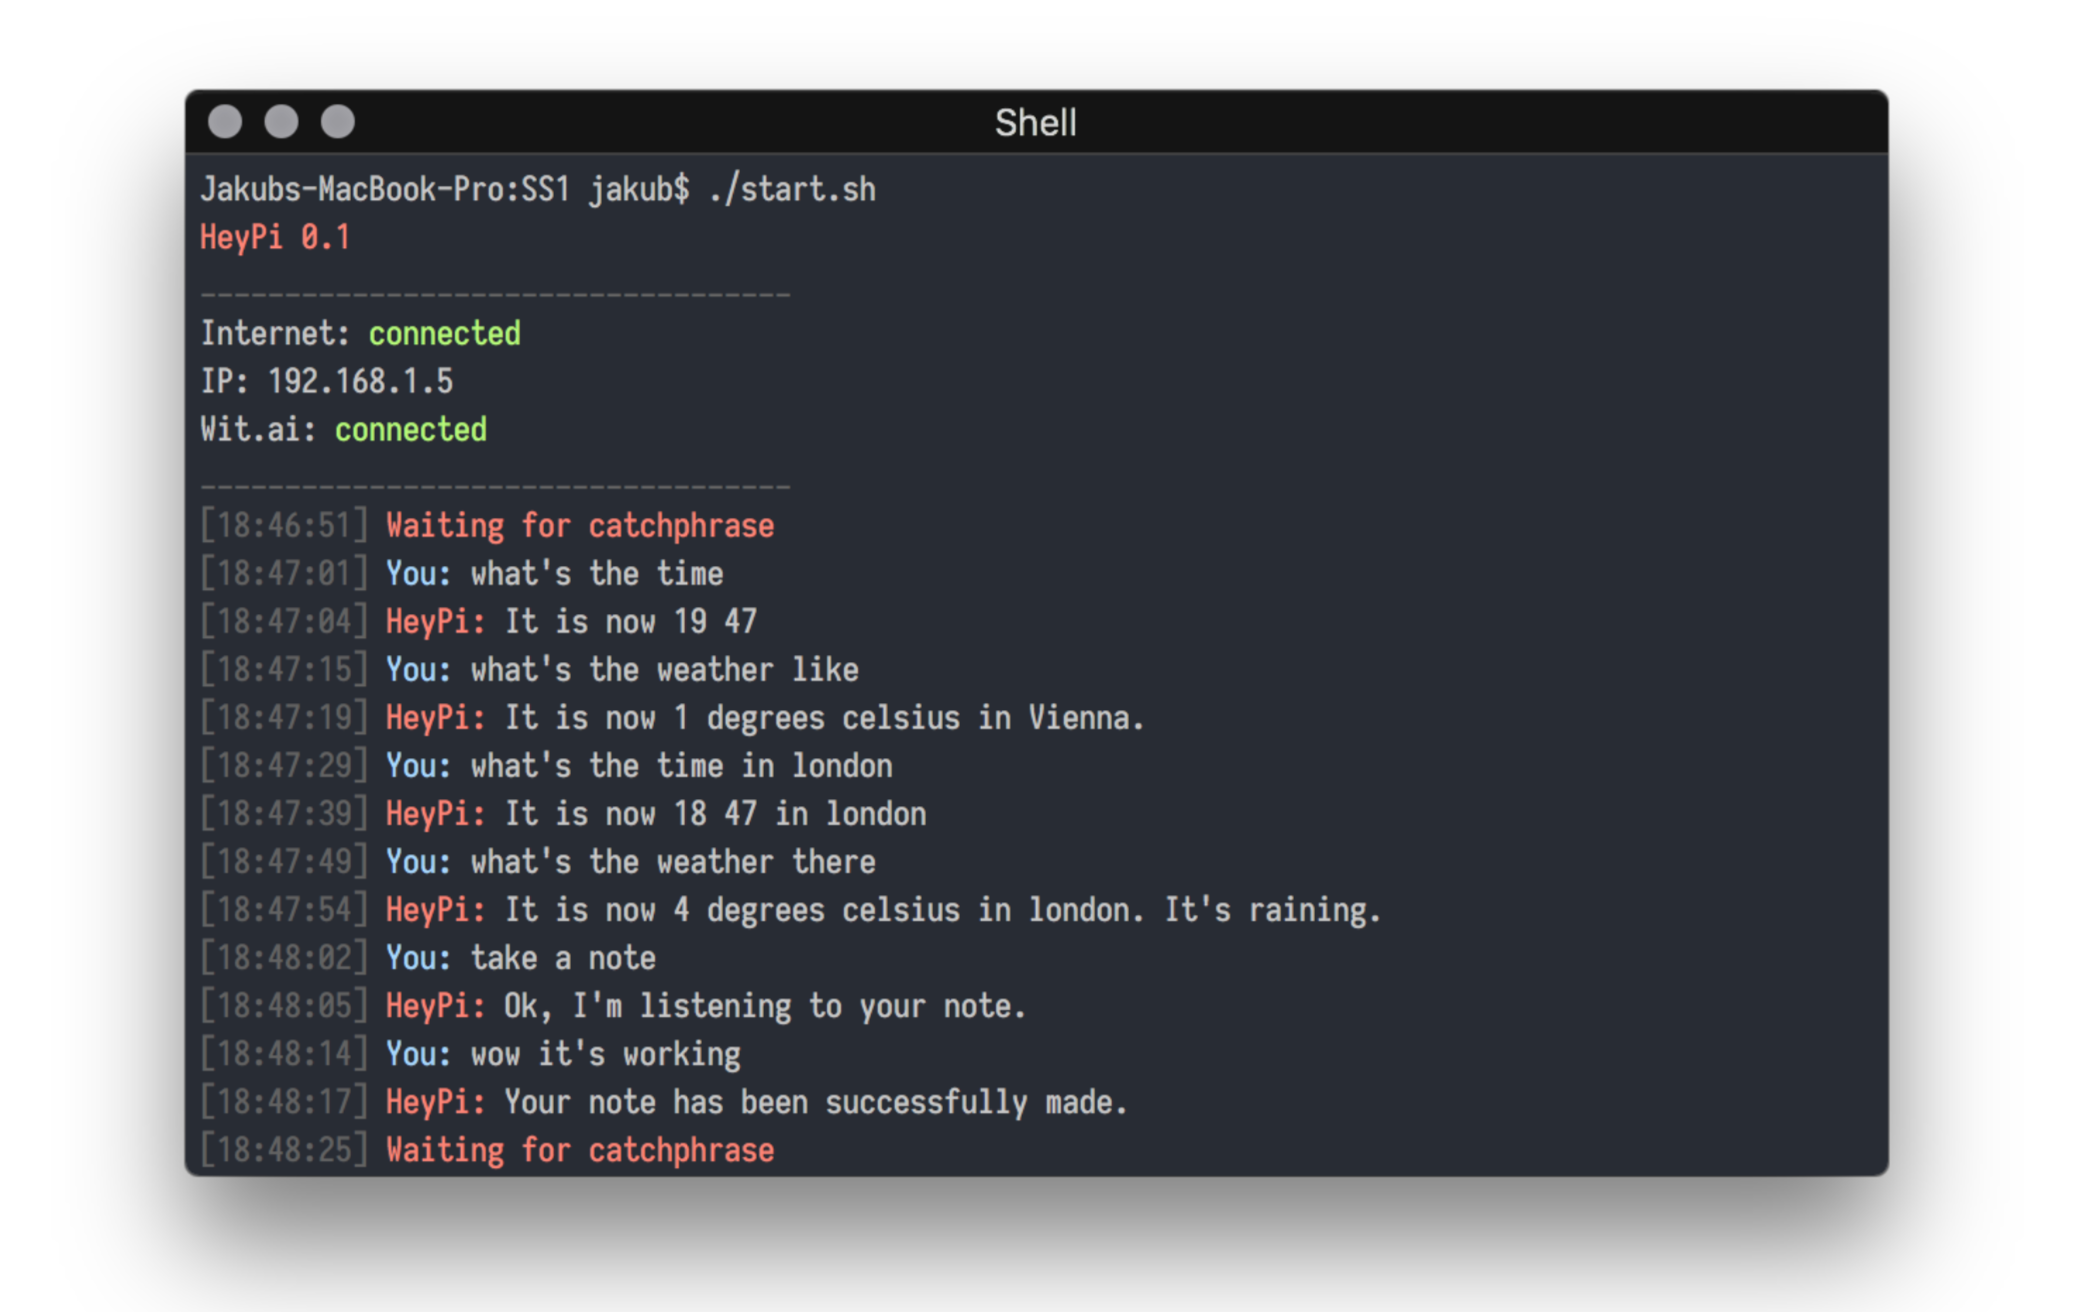 Shell
Jakubs-MacBook-Pro:SS1 jakub$ ./start.sh
HeyPi 0.1
-----------------------------------
Internet: connected
IP: 192.168.1.5
Wit.ai: connected
-----------------------------------
[18:46:51] Waiting for catchphrase
[18:47:01] You: what's the time
[18:47:04] HeyPi: It is now 19 47
[18:47:15] You: what's the weather like
[18:47:19] HeyPi: It is now 1 degrees celsius in Vienna.
[18:47:29] You: what's the time in london
[18:47:39] HeyPi: It is now 18 47 in london
[18:47:49] You: what's the weather there
[18:47:54] HeyPi: It is now 4 degrees celsius in london. It's raining.
[18:48:02] You: take a note
[18:48:05] HeyPi: Ok, I'm listening to your note.
[18:48:14] You: wow it's working
[18:48:17] HeyPi: Your note has been successfully made.
[18:48:25] Waiting for catchphrase